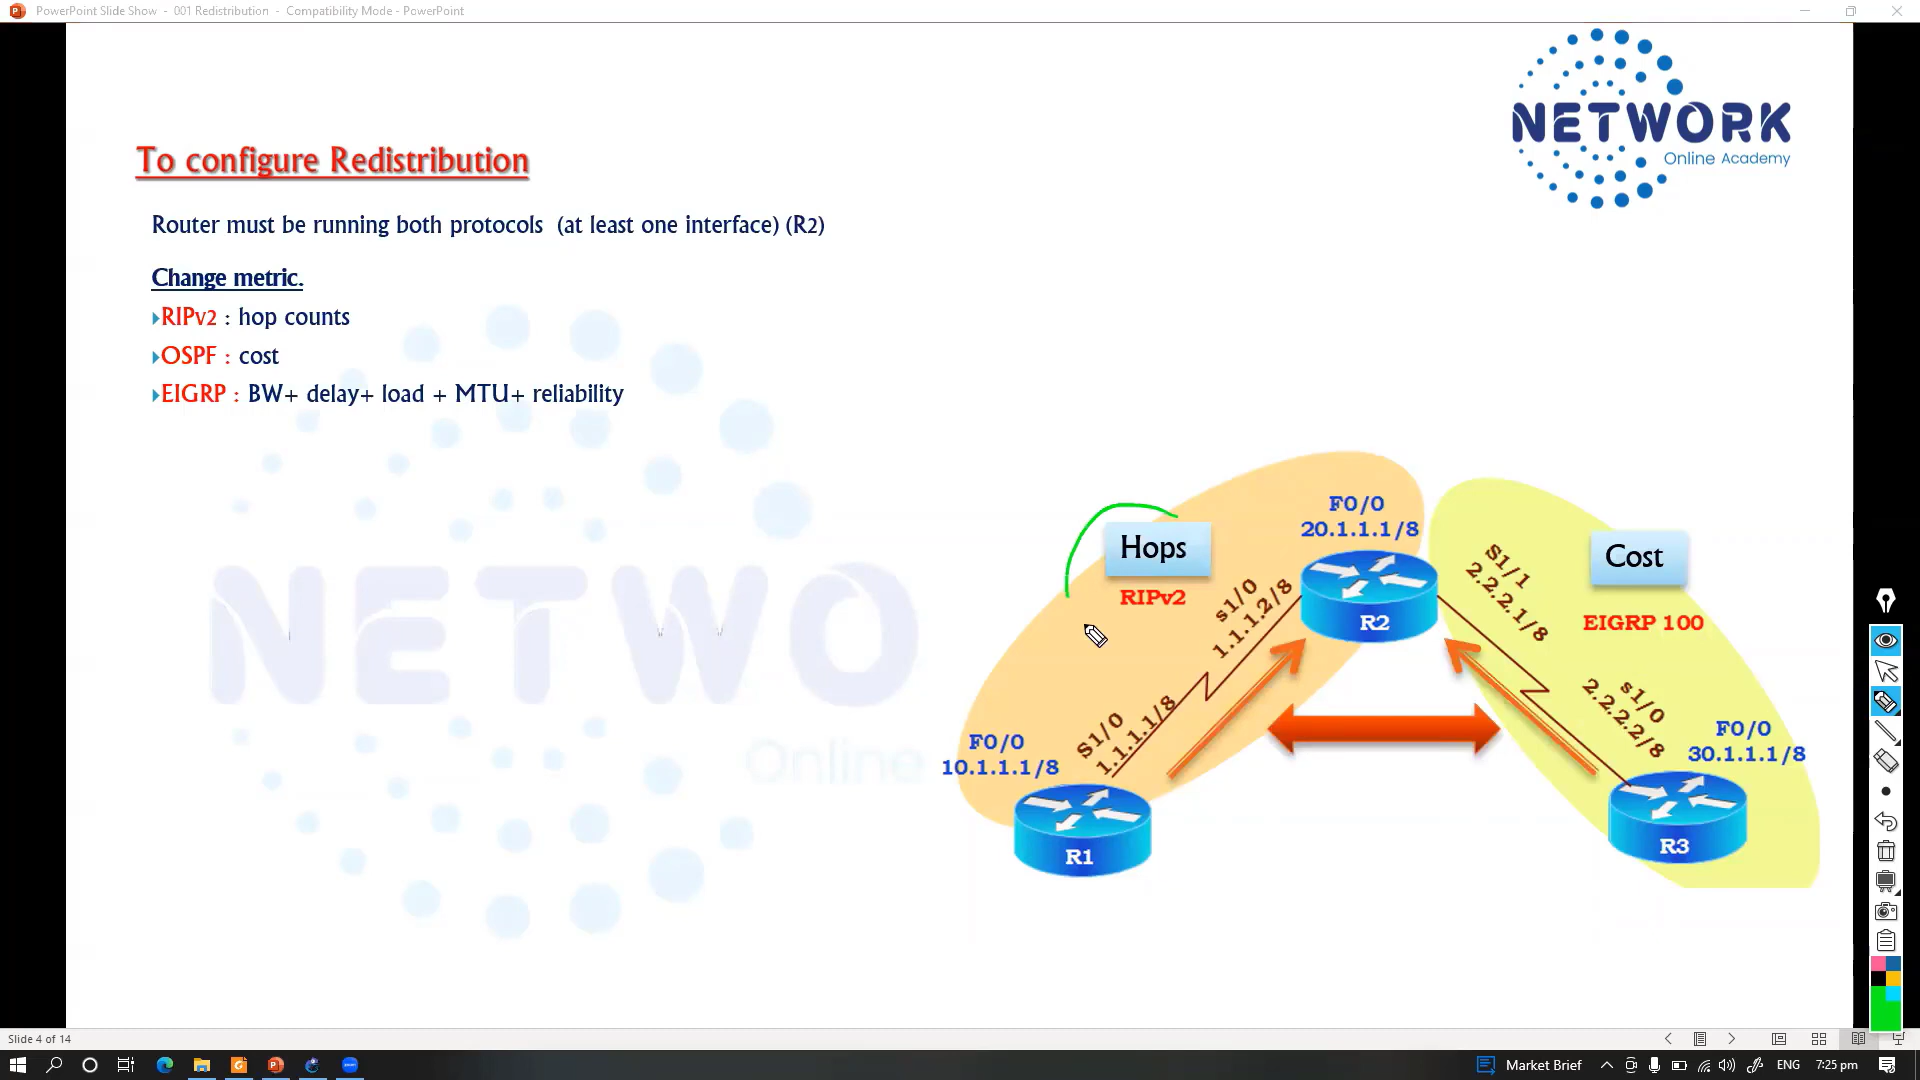 PowerPoint Slide Show - 001 Redistribution - Compatibility Mode - PowerPoint
NETWORK
Online Academy
To configure Redistribution
Router must be running both protocols (at least one interface) (R2)
Change metric.
RIPv2 : hop counts
OSPF : cost
EIGRP : BW+ delay+ load + MTU+ reliability
NETWO
Online
Hops
RIPv2
F0/0
20.1.1.1/8
R2
s1/0
1.1.1.2/8
S1/1
2.2.2.1/8
Cost
EIGRP 100
F0/0
10.1.1.1/8
S1/0
1.1.1.1/8
R1
s1/0
2.2.2.2/8
F0/0
30.1.1.1/8
R3
Slide 4 of 14
Market Brief
ENG
7:25 pm